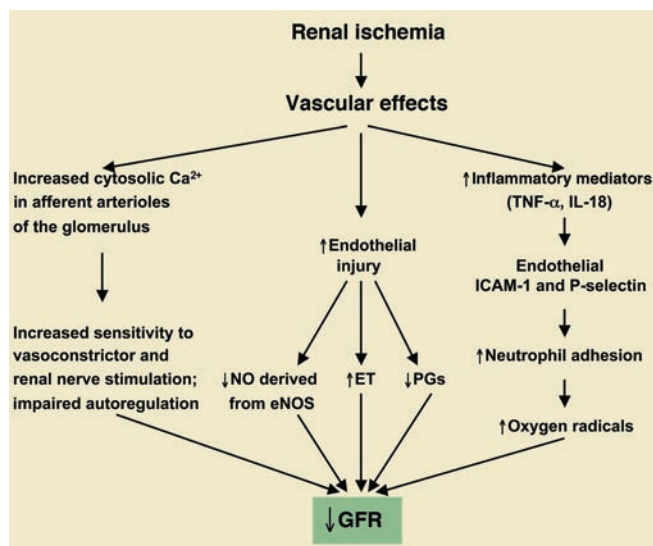 Renal ischemia
Vascular effects
Increased cytosolic Ca²⁺
in afferent arterioles
of the glomerulus
Increased sensitivity to
vasoconstrictor and
renal nerve stimulation;
impaired autoregulation
↑Endothelial
injury
↓NO derived
from eNOS
↑ET
↓PGs
↑Inflammatory mediators
(TNF-α, IL-18)
Endothelial
ICAM-1 and P-selectin
↑Neutrophil adhesion
↑Oxygen radicals
↓GFR